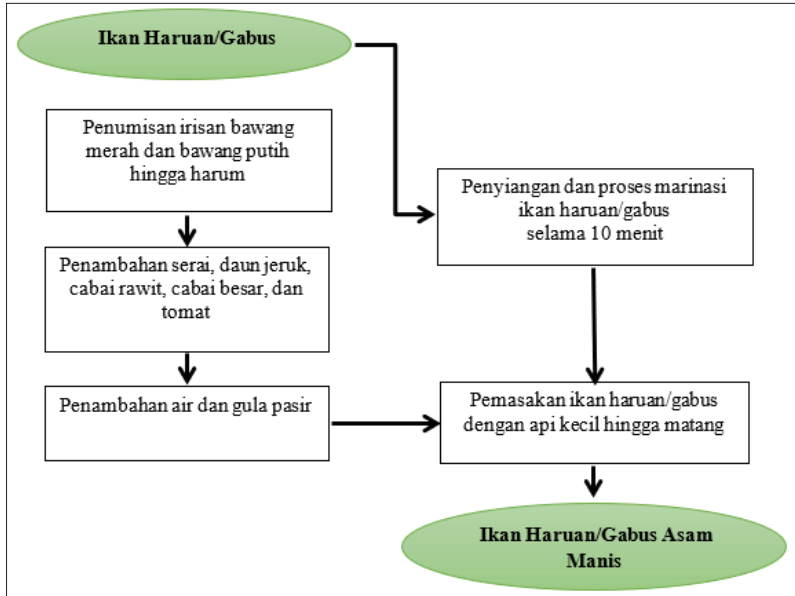 Ikan Haruan/Gabus
Penumisan irisan bawang
merah dan bawang putih
hingga harum
Penambahan serai, daun jeruk,
cabai rawit, cabai besar, dan
tomat
Penambahan air dan gula pasir
Penyiangan dan proses marinasi
ikan haruan/gabus
selama 10 menit
Pemasakan ikan haruan/gabus
dengan api kecil hingga matang
Ikan Haruan/Gabus Asam
Manis